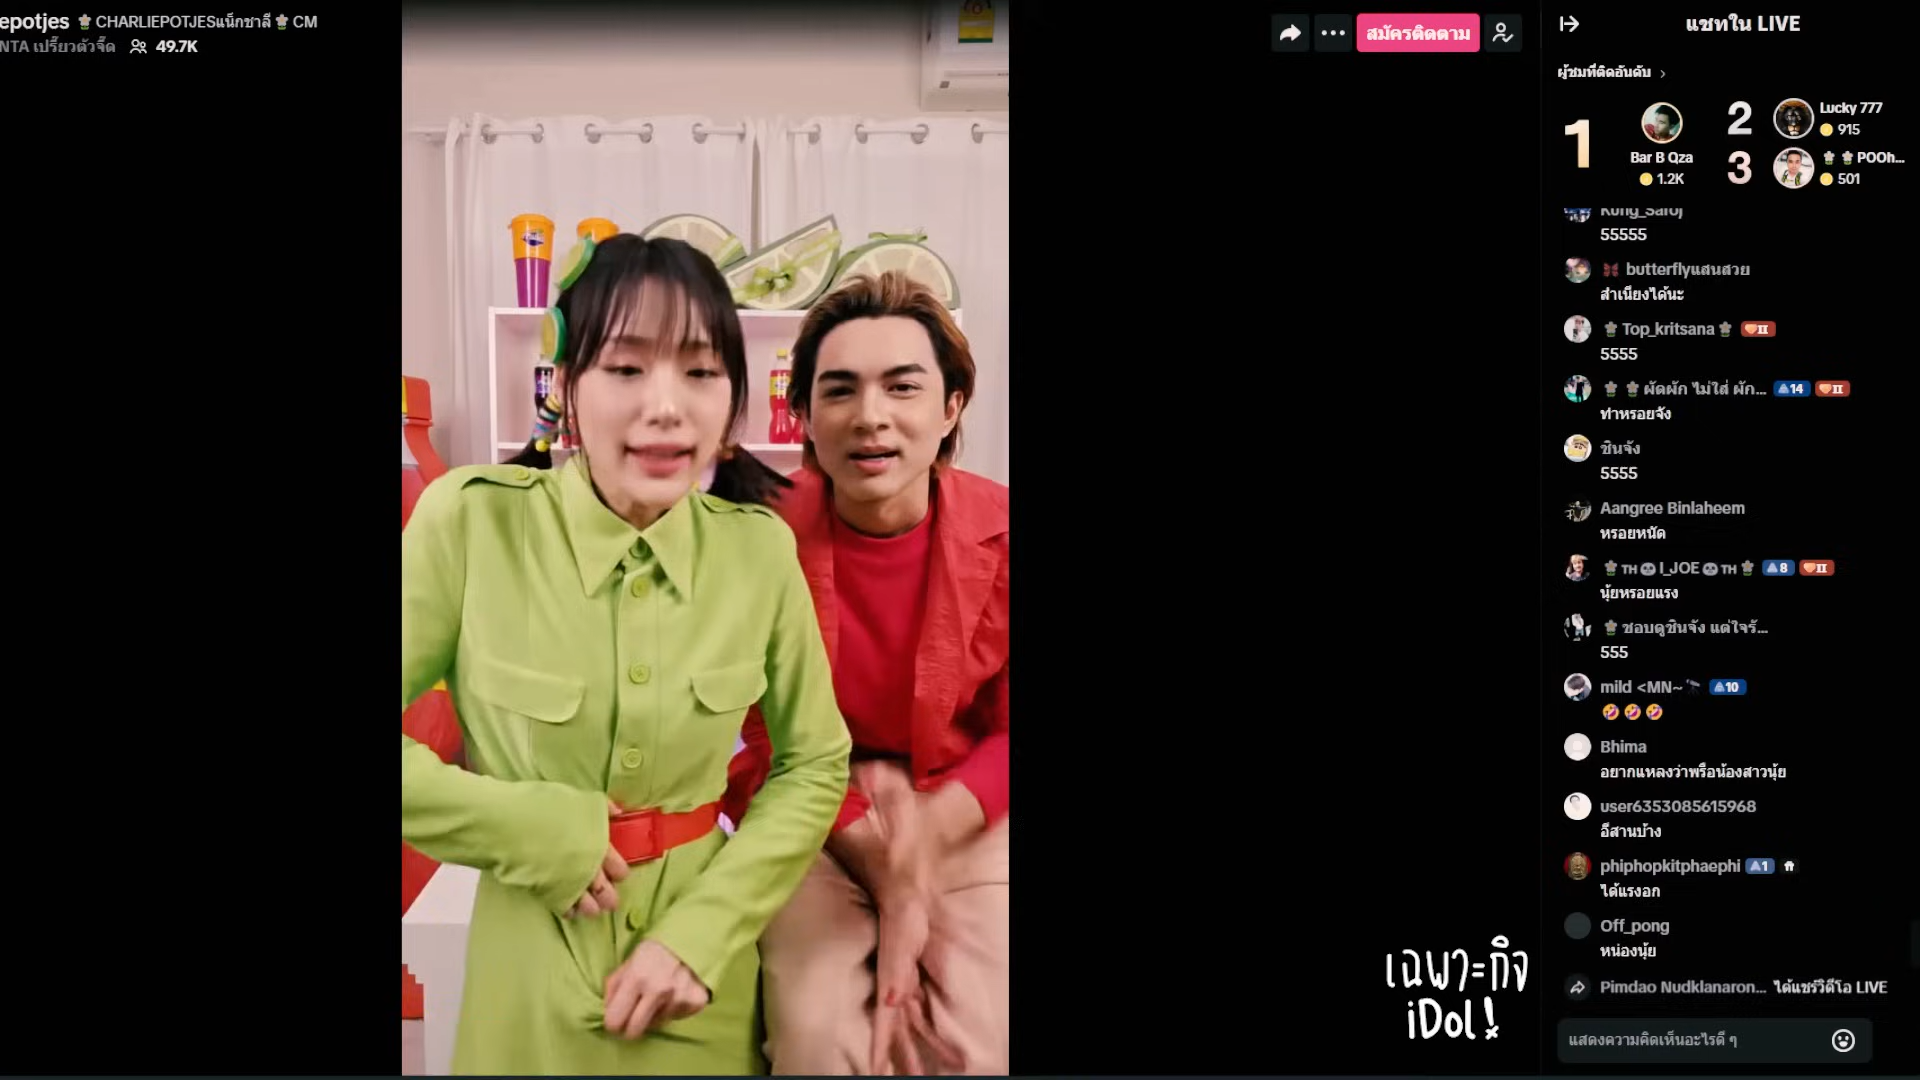 epotjes CHARLIEPOTJESแน็กชาลีCM
NTA เปรี้ยวตัวจี๊ด 49.7K
สมัครติดตาม
แชทใน LIVE
ผู้ชมที่ติดอันดับ
1
Bar B Qza
1.2K
2
Lucky 777
915
3
POOh...
501
Kong_Saroj
55555
butterflyแสนสวย
สำเนียงได้นะ
Top_kritsana II
5555
ผัดผัก ไม่ใส่ ผัก... 14 II
ทำหรอยจัง
ชินจัง
5555
Aangree Binlaheem
หรอยหนัด
TH I_JOE TH 8 II
นุ้ยหรอยแรง
ชอบดูชินจัง แต่ใจร้...
555
mild <MN~ 10
Bhima
อยากแหลงว่าพรือน้องสาวนุ้ย
user6353085615968
อีสานบ้าง
phiphopkitphaephi 1
ได้แรงอก
Off_pong
หน่องนุ้ย
Pimdao Nudklanaron... ได้แชร์วิดีโอ LIVE
แสดงความคิดเห็นอะไรดี ๆ
เฉพาะกิจ
iDol!